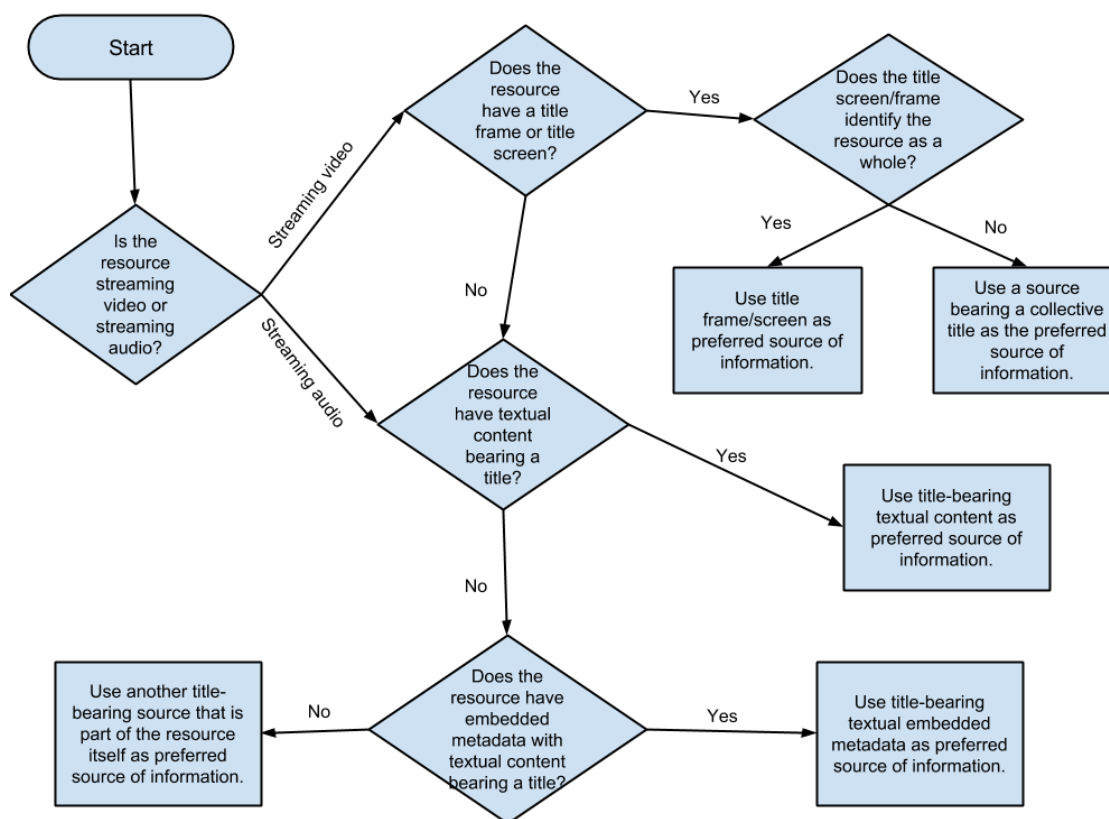 Start
Is the
resource
streaming
video or
streaming
audio?
Streaming video
Streaming audio
Does the
resource
have a title
frame or title
screen?
Yes
Does the title
screen/frame
identify the
resource as a
whole?
Yes
No
Use title
frame/screen as
preferred source of
information.
Use a source
bearing a collective
title as the preferred
source of
information.
No
Does the
resource
have textual
content
bearing a
title?
Yes
Use title-bearing
textual content as
preferred source of
information.
No
Does the
resource have
embedded
metadata with
textual content
bearing a title?
No
Use another title-
bearing source that is
part of the resource
itself as preferred
source of information.
Yes
Use title-bearing
textual embedded
metadata as preferred
source of information.